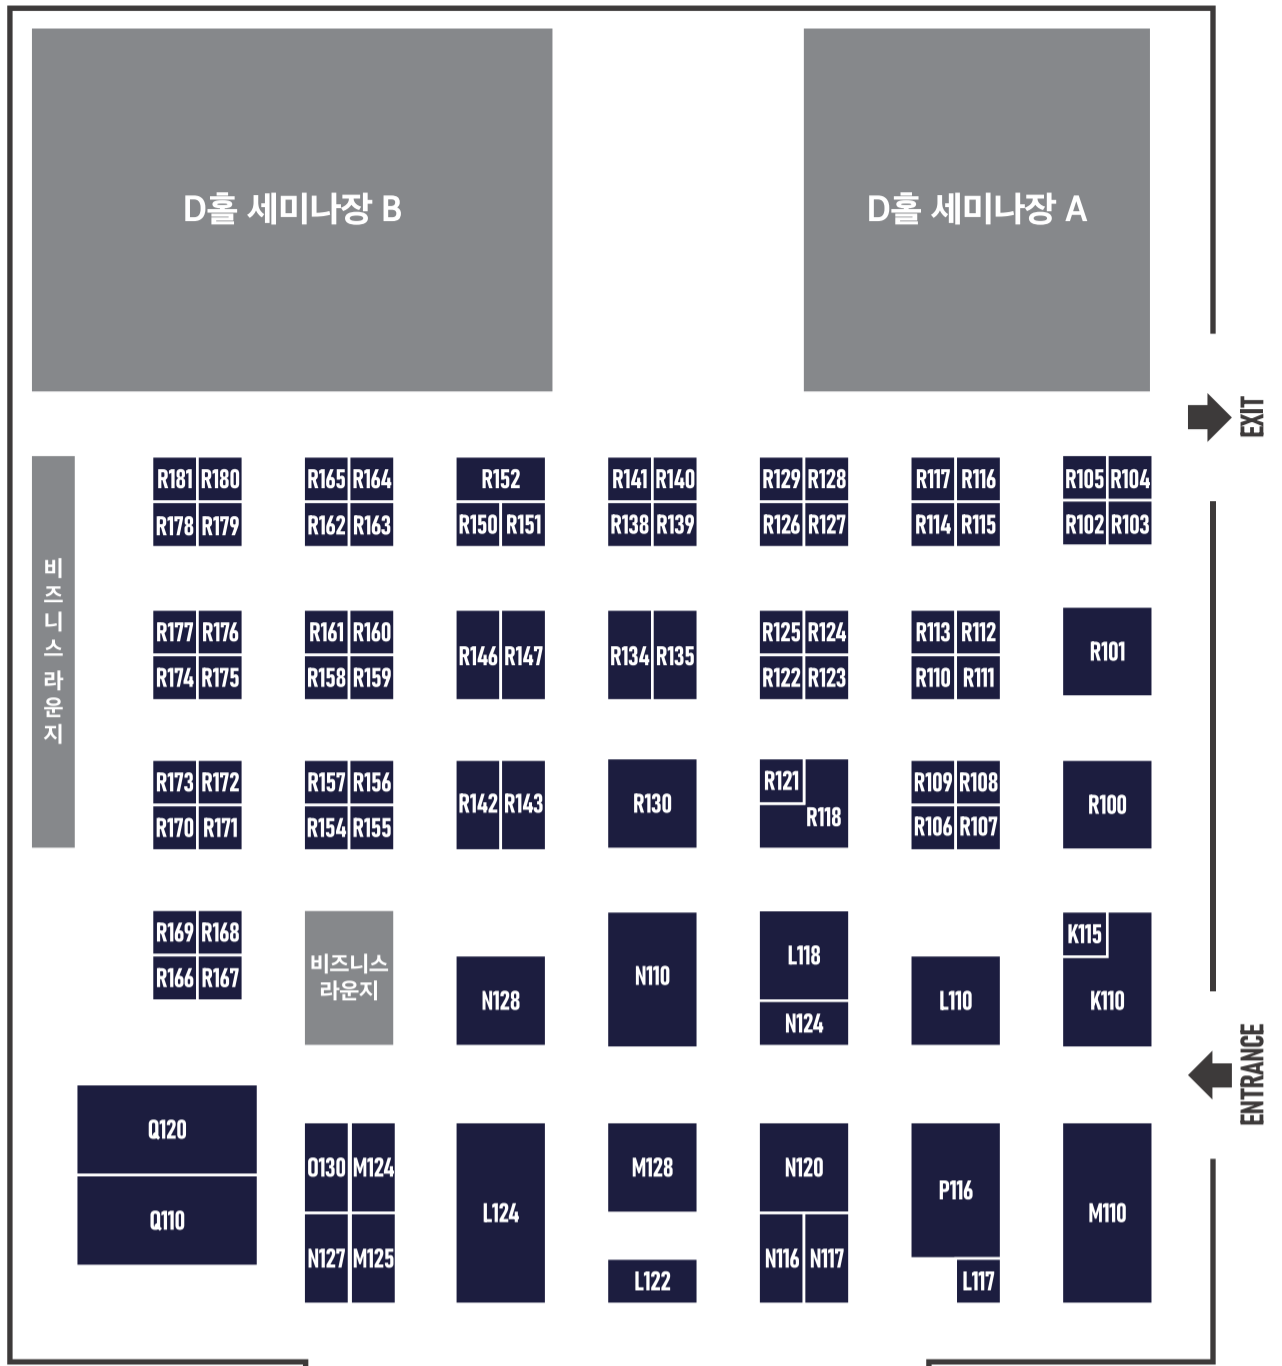 D홀 세미나장 B
D홀 세미나장 A
EXIT
R181 R180 R165 R164 R152 R141 R140 R129 R128 R117 R116 R105 R104
R178 R179 R162 R163 R150 R151 R138 R139 R126 R127 R114 R115 R102 R103
비즈니스 라운지
R177 R176 R161 R160 R125 R124 R113 R112
R146 R147 R134 R135 R101
R174 R175 R158 R159 R122 R123 R110 R111
R173 R172 R157 R156 R121 R109 R108
R142 R143 R130 R100
R170 R171 R154 R155 R118 R106 R107
R169 R168 K115
비즈니스
라운지
L118
R166 R167 N110
N128 L110 K110
N124
ENTRANCE
Q120
O130 M124 M128 N120
P116
Q110 L124 M110
N127 M125 N116 N117
L122 L117